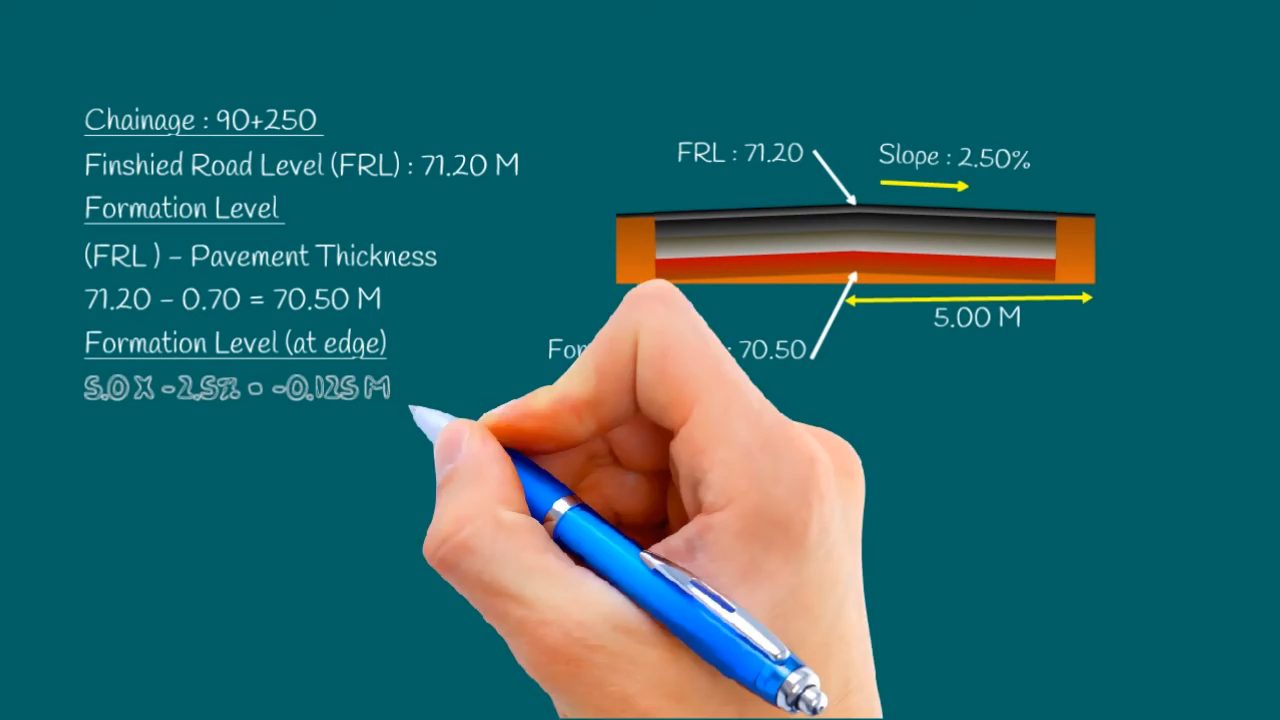 Chainage : 90+250
Finshied Road Level (FRL) : 71.20 M
Formation Level
(FRL ) - Pavement Thickness
71.20 - 0.70 = 70.50 M
Formation Level (at edge)
5.0 X -2.5% = -0.125 M
FRL : 71.20
Slope : 2.50%
5.00 M
: 70.50